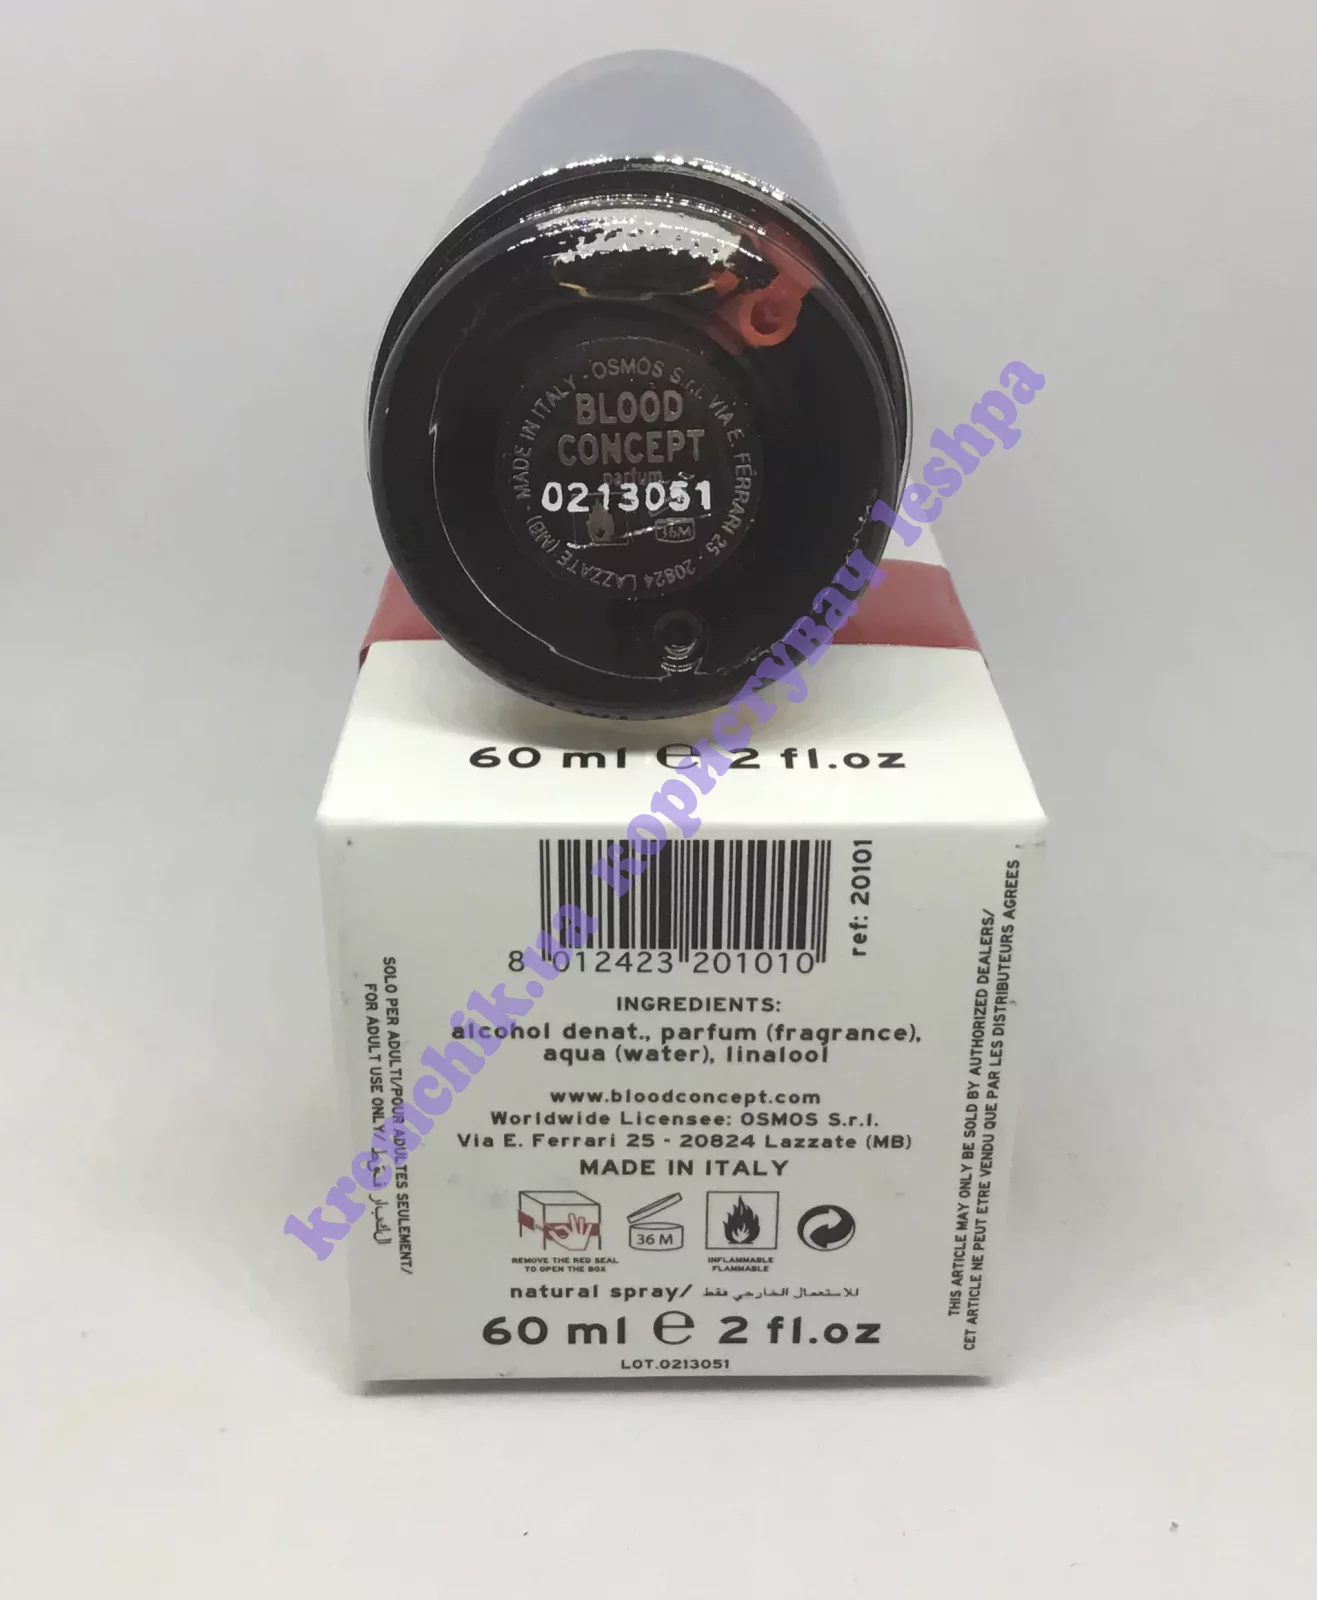 MADE IN ITALY - OSMOS S.r.l. VIA E. FERRARI 25 - 20824 LAZZATE (MB) -
BLOOD
CONCEPT
parfum
0213051
36M
60 ml e 2 fl.oz
8 012423 201010
ref: 20101
INGREDIENTS:
alcohol denat., parfum (fragrance),
aqua (water), linalool
www.bloodconcept.com
Worldwide Licensee: OSMOS S.r.l.
Via E. Ferrari 25 - 20824 Lazzate (MB)
MADE IN ITALY
REMOVE THE RED SEAL
TO OPEN THE BOX
36 M
INFLAMMABLE
FLAMMABLE
natural spray/ للاستعمال الخارجي فقط
60 ml e 2 fl.oz
LOT.0213051
SOLO PER ADULTI/POUR ADULTES SEULEMENT/
FOR ADULT USE ONLY/ للكبار فقط
THIS ARTICLE MAY ONLY BE SOLD BY AUTHORIZED DEALERS/
CET ARTICLE NE PEUT ETRE VENDU QUE PAR LES DISTRIBUTEURS AGREES
kremchik.ua користувач leshpa